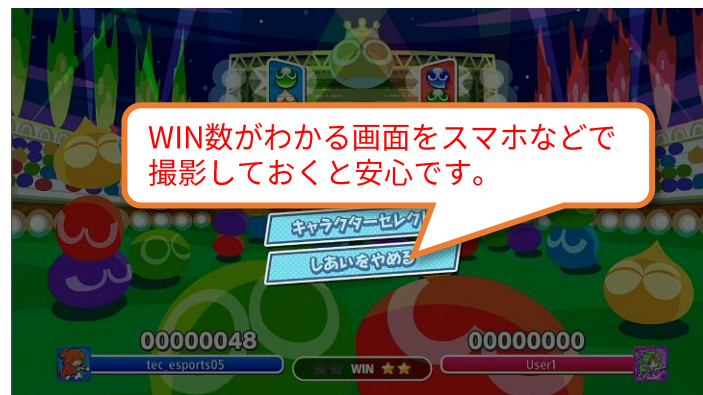 WIN数がわかる画面をスマホなどで
撮影しておくと安心です。
キャラクターセレク
しあいをやめる
00000048
00000000
tec_esports05
WIN
User1